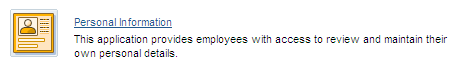 Personal Information
This application provides employees with access to review and maintain their
own personal details.